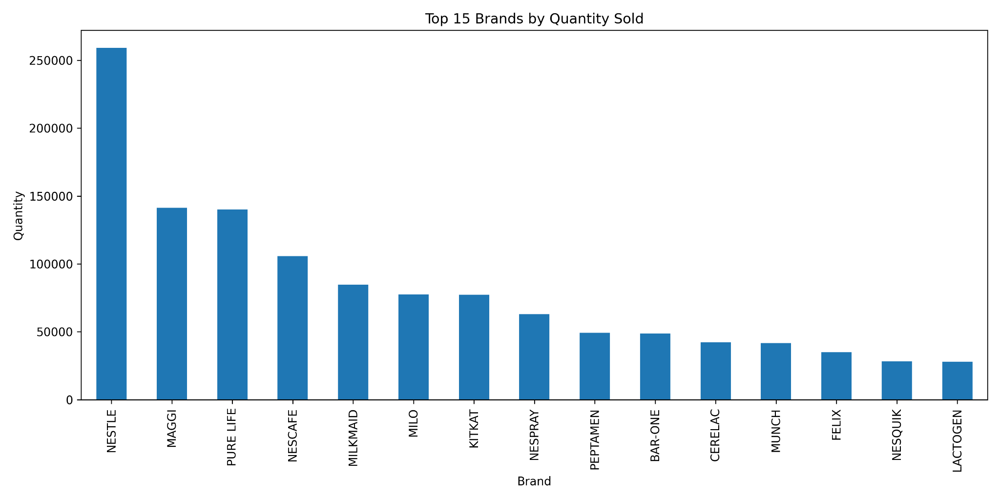 Top 15 Brands by Quantity Sold
Quantity
250000
200000
150000
100000
50000
0
NESTLE
MAGGI
PURE LIFE
NESCAFE
MILKMAID
MILO
KITKAT
NESPRAY
PEPTAMEN
BAR-ONE
CERELAC
MUNCH
FELIX
NESQUIK
LACTOGEN
Brand